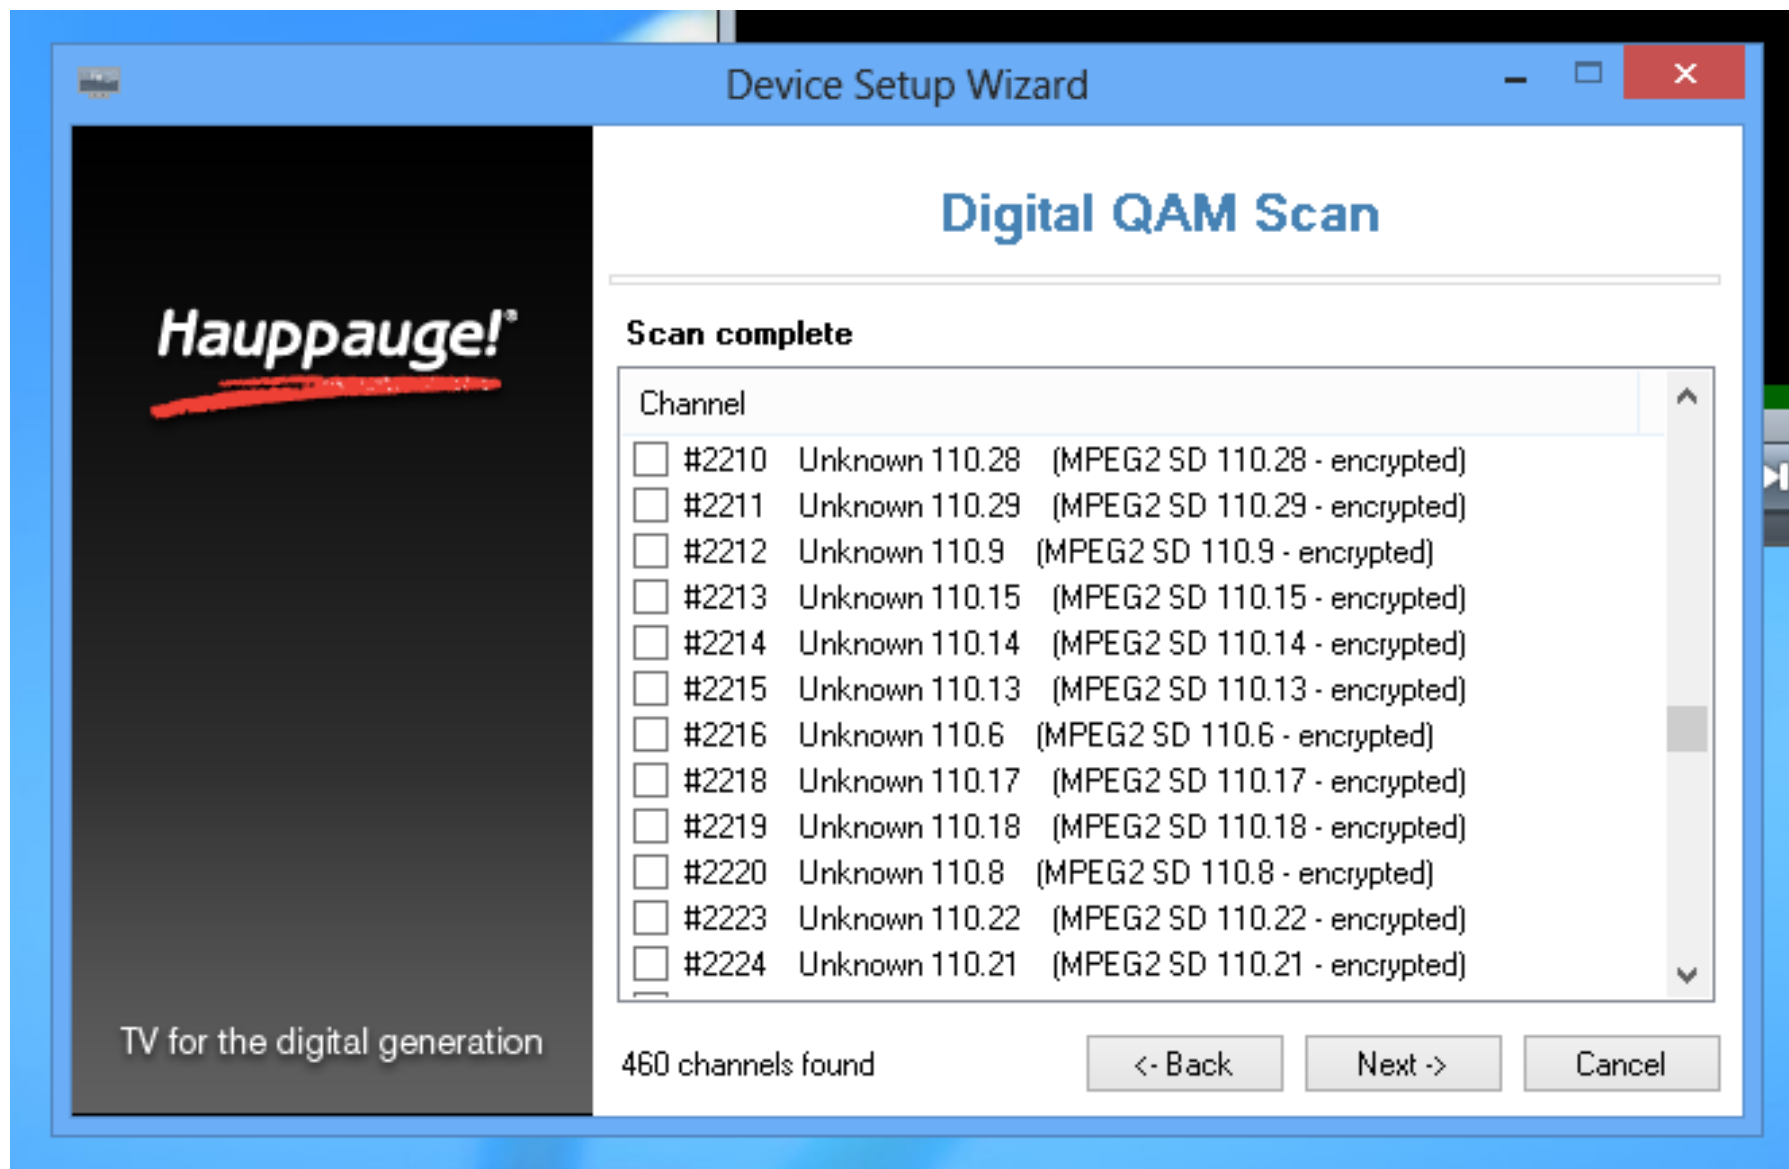 Device Setup Wizard
Hauppauge!®
TV for the digital generation
Digital QAM Scan
Scan complete
Channel
#2210 Unknown 110.28 (MPEG2 SD 110.28 - encrypted)
#2211 Unknown 110.29 (MPEG2 SD 110.29 - encrypted)
#2212 Unknown 110.9 (MPEG2 SD 110.9 - encrypted)
#2213 Unknown 110.15 (MPEG2 SD 110.15 - encrypted)
#2214 Unknown 110.14 (MPEG2 SD 110.14 - encrypted)
#2215 Unknown 110.13 (MPEG2 SD 110.13 - encrypted)
#2216 Unknown 110.6 (MPEG2 SD 110.6 - encrypted)
#2218 Unknown 110.17 (MPEG2 SD 110.17 - encrypted)
#2219 Unknown 110.18 (MPEG2 SD 110.18 - encrypted)
#2220 Unknown 110.8 (MPEG2 SD 110.8 - encrypted)
#2223 Unknown 110.22 (MPEG2 SD 110.22 - encrypted)
#2224 Unknown 110.21 (MPEG2 SD 110.21 - encrypted)
460 channels found
<- Back
Next ->
Cancel